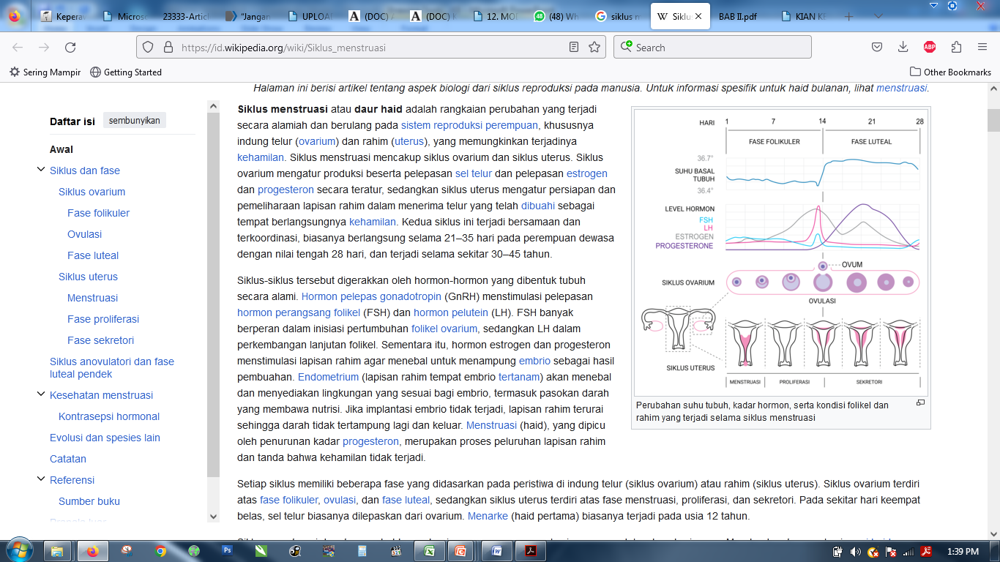 Keperas
Micros
23333-Articl
"Jangan
UPLOA
(DOC) A
(DOC) M
12. MO
(48) Wh
siklus m
Siklu
BAB II.pdf
KIAN KE
https://id.wikipedia.org/wiki/Siklus_menstruasi
Search
Sering Mampir
Getting Started
Other Bookmarks
Halaman ini berisi artikel tentang aspek biologi dari siklus reproduksi pada manusia. Untuk informasi spesifik untuk haid bulanan, lihat menstruasi.
Daftar isi sembunyikan
Awal
Siklus dan fase
Siklus ovarium
Fase folikuler
Ovulasi
Fase luteal
Siklus uterus
Menstruasi
Fase proliferasi
Fase sekretori
Siklus anovulatori dan fase
luteal pendek
Kesehatan menstruasi
Kontrasepsi hormonal
Evolusi dan spesies lain
Catatan
Referensi
Sumber buku
Siklus menstruasi atau daur haid adalah rangkaian perubahan yang terjadi
secara alamiah dan berulang pada sistem reproduksi perempuan, khususnya
indung telur (ovarium) dan rahim (uterus), yang memungkinkan terjadinya
kehamilan. Siklus menstruasi mencakup siklus ovarium dan siklus uterus. Siklus
ovarium mengatur produksi beserta pelepasan sel telur dan pelepasan estrogen
dan progesteron secara teratur, sedangkan siklus uterus mengatur persiapan dan
pemeliharaan lapisan rahim dalam menerima telur yang telah dibuahi sebagai
tempat berlangsungnya kehamilan. Kedua siklus ini terjadi bersamaan dan
terkoordinasi, biasanya berlangsung selama 21–35 hari pada perempuan dewasa
dengan nilai tengah 28 hari, dan terjadi selama sekitar 30–45 tahun.
Siklus-siklus tersebut digerakkan oleh hormon-hormon yang dibentuk tubuh
secara alami. Hormon pelepas gonadotropin (GnRH) menstimulasi pelepasan
hormon perangsang folikel (FSH) dan hormon pelutein (LH). FSH banyak
berperan dalam inisiasi pertumbuhan folikel ovarium, sedangkan LH dalam
perkembangan lanjutan folikel. Sementara itu, hormon estrogen dan progesteron
menstimulasi lapisan rahim agar menebal untuk menampung embrio sebagai hasil
pembuahan. Endometrium (lapisan rahim tempat embrio tertanam) akan menebal
dan menyediakan lingkungan yang sesuai bagi embrio, termasuk pasokan darah
yang membawa nutrisi. Jika implantasi embrio tidak terjadi, lapisan rahim terurai
sehingga darah tidak tertampung lagi dan keluar. Menstruasi (haid), yang dipicu
oleh penurunan kadar progesteron, merupakan proses peluruhan lapisan rahim
dan tanda bahwa kehamilan tidak terjadi.
Setiap siklus memiliki beberapa fase yang didasarkan pada peristiwa di indung telur (siklus ovarium) atau rahim (siklus uterus). Siklus ovarium terdiri
atas fase folikuler, ovulasi, dan fase luteal, sedangkan siklus uterus terdiri atas fase menstruasi, proliferasi, dan sekretori. Pada sekitar hari keempat
belas, sel telur biasanya dilepaskan dari ovarium. Menarke (haid pertama) biasanya terjadi pada usia 12 tahun.
HARI 1 7 14 21 28
FASE FOLIKULER FASE LUTEAL
36.7°
SUHU BASAL
TUBUH
36.4°
LEVEL HORMON
FSH
LH
ESTROGEN
PROGESTERONE
OVUM
SIKLUS OVARIUM
OVULASI
SIKLUS UTERUS
MENSTRUASI PROLIFERASI SEKRETORI
Perubahan suhu tubuh, kadar hormon, serta kondisi folikel dan
rahim yang terjadi selama siklus menstruasi
1:39 PM